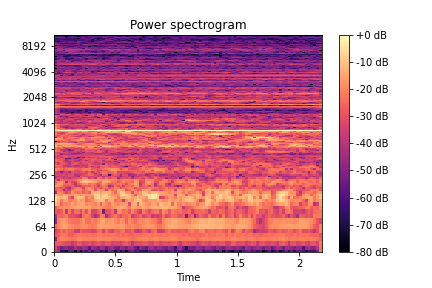 Power spectrogram
Hz
8192
4096
2048
1024
512
256
128
64
0
0
0.5
1
1.5
2
Time
+0 dB
-10 dB
-20 dB
-30 dB
-40 dB
-50 dB
-60 dB
-70 dB
-80 dB